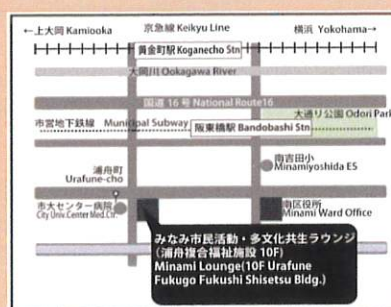 ←上大岡 Kamiooka 京急線 Keikyu Line 横浜 Yokohama→
黄金町駅 Koganecho Stn
大岡川 Ookagawa River
国道 16 号 National Route16
大通リ公園 Odori Park
市営地下鉄線 Municipal Subway 阪東橋駅 Bandobashi Stn
南吉田小
Minamiyoshida ES
浦舟町
Urafune-cho
市大センター病院
City Univ. Center Med. Ctr.
南区役所
Minami Ward Office
みなみ市民活動・多文化共生ラウンジ
(浦舟複合福祉施設 10F)
Minami Lounge(10F Urafune
Fukugo Fukushi Shisetsu Bldg.)